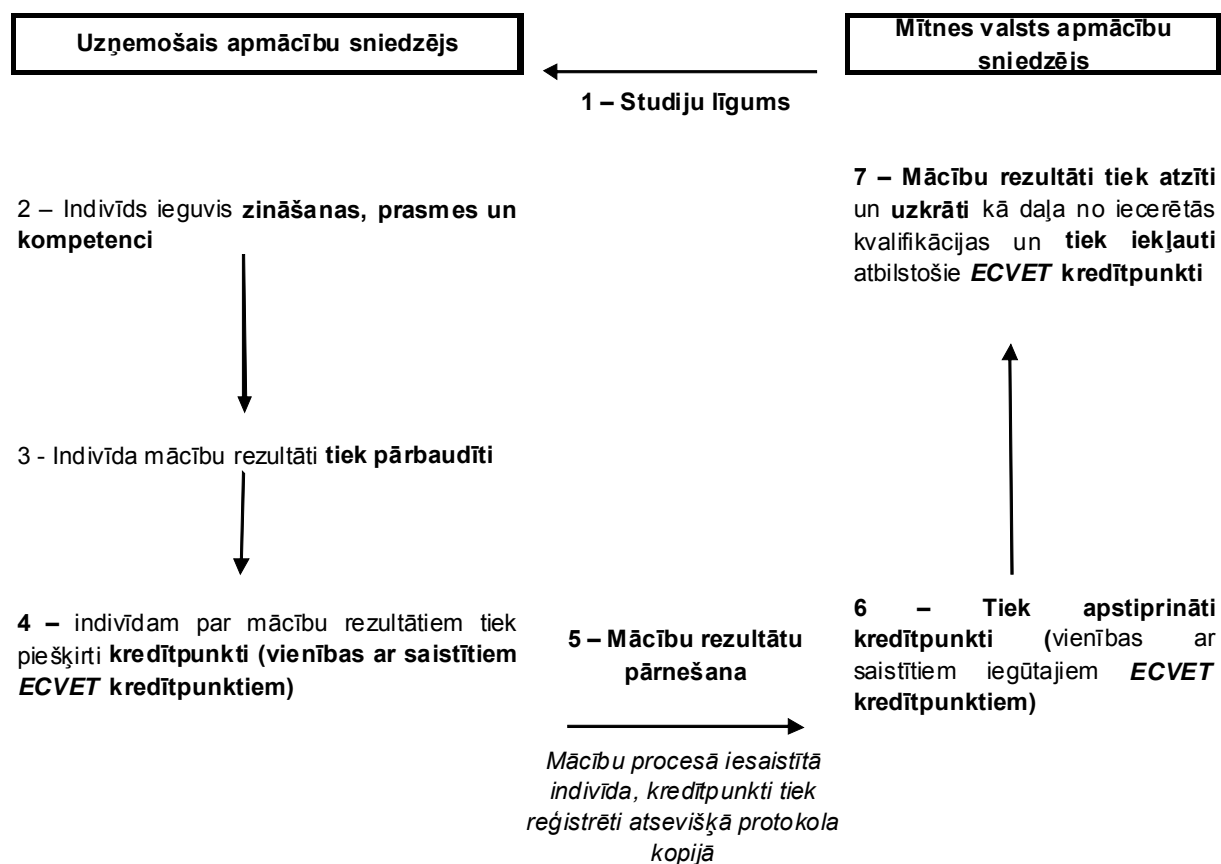 Uzņemošais apmācību sniedzējs
Mītnes valsts apmācību
sniedzējs
1 – Studiju līgums
2 – Indivīds ieguvis zināšanas, prasmes un
kompetenci
3 - Indivīda mācību rezultāti tiek pārbaudīti
4 – indivīdam par mācību rezultātiem tiek
piešķirti kredītpunkti (vienības ar saistītiem
ECVET kredītpunktiem)
5 – Mācību rezultātu
pārnešana
Mācību procesā iesaistītā
indivīda, kredītpunkti tiek
reģistrēti atsevišķā protokola
kopijā
6 – Tiek apstiprināti
kredītpunkti (vienības ar
saistītiem iegūtajiem ECVET
kredītpunktiem)
7 – Mācību rezultāti tiek atzīti
un uzkrāti kā daļa no iecerētās
kvalifikācijas un tiek iekļauti
atbilstošie ECVET kredītpunkti